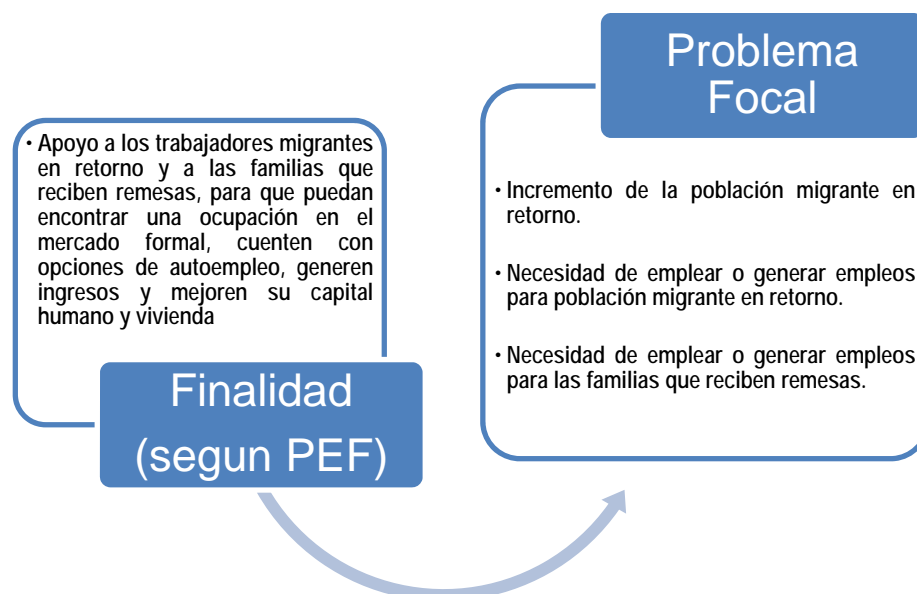 • Apoyo a los trabajadores migrantes
en retorno y a las familias que
reciben remesas, para que puedan
encontrar una ocupación en el
mercado formal, cuenten con
opciones de autoempleo, generen
ingresos y mejoren su capital
humano y vivienda
Finalidad
(segun PEF)
Problema
Focal
• Incremento de la población migrante en
retorno.
• Necesidad de emplear o generar empleos
para población migrante en retorno.
• Necesidad de emplear o generar empleos
para las familias que reciben remesas.